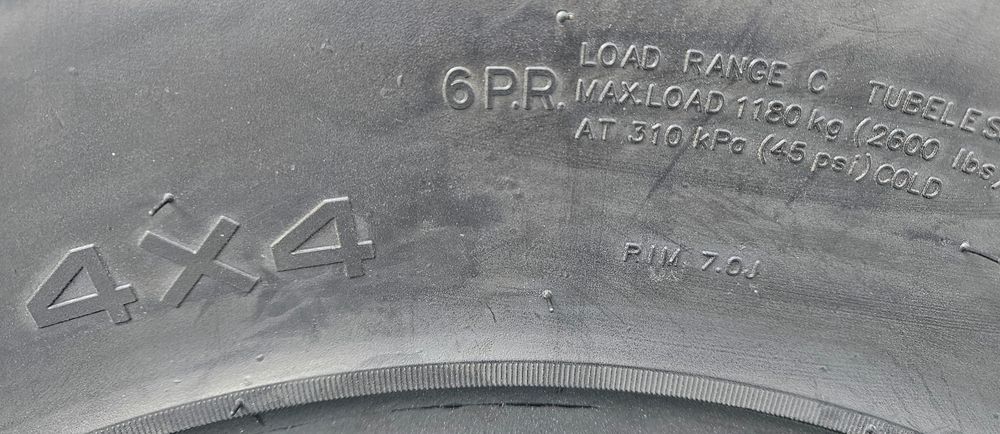 6 P.R.
LOAD RANGE C TUBELES
MAX.LOAD 1180 kg (2600 lbs)
AT 310 kPa (45 psi) COLD
4X4
RIM 7.0J